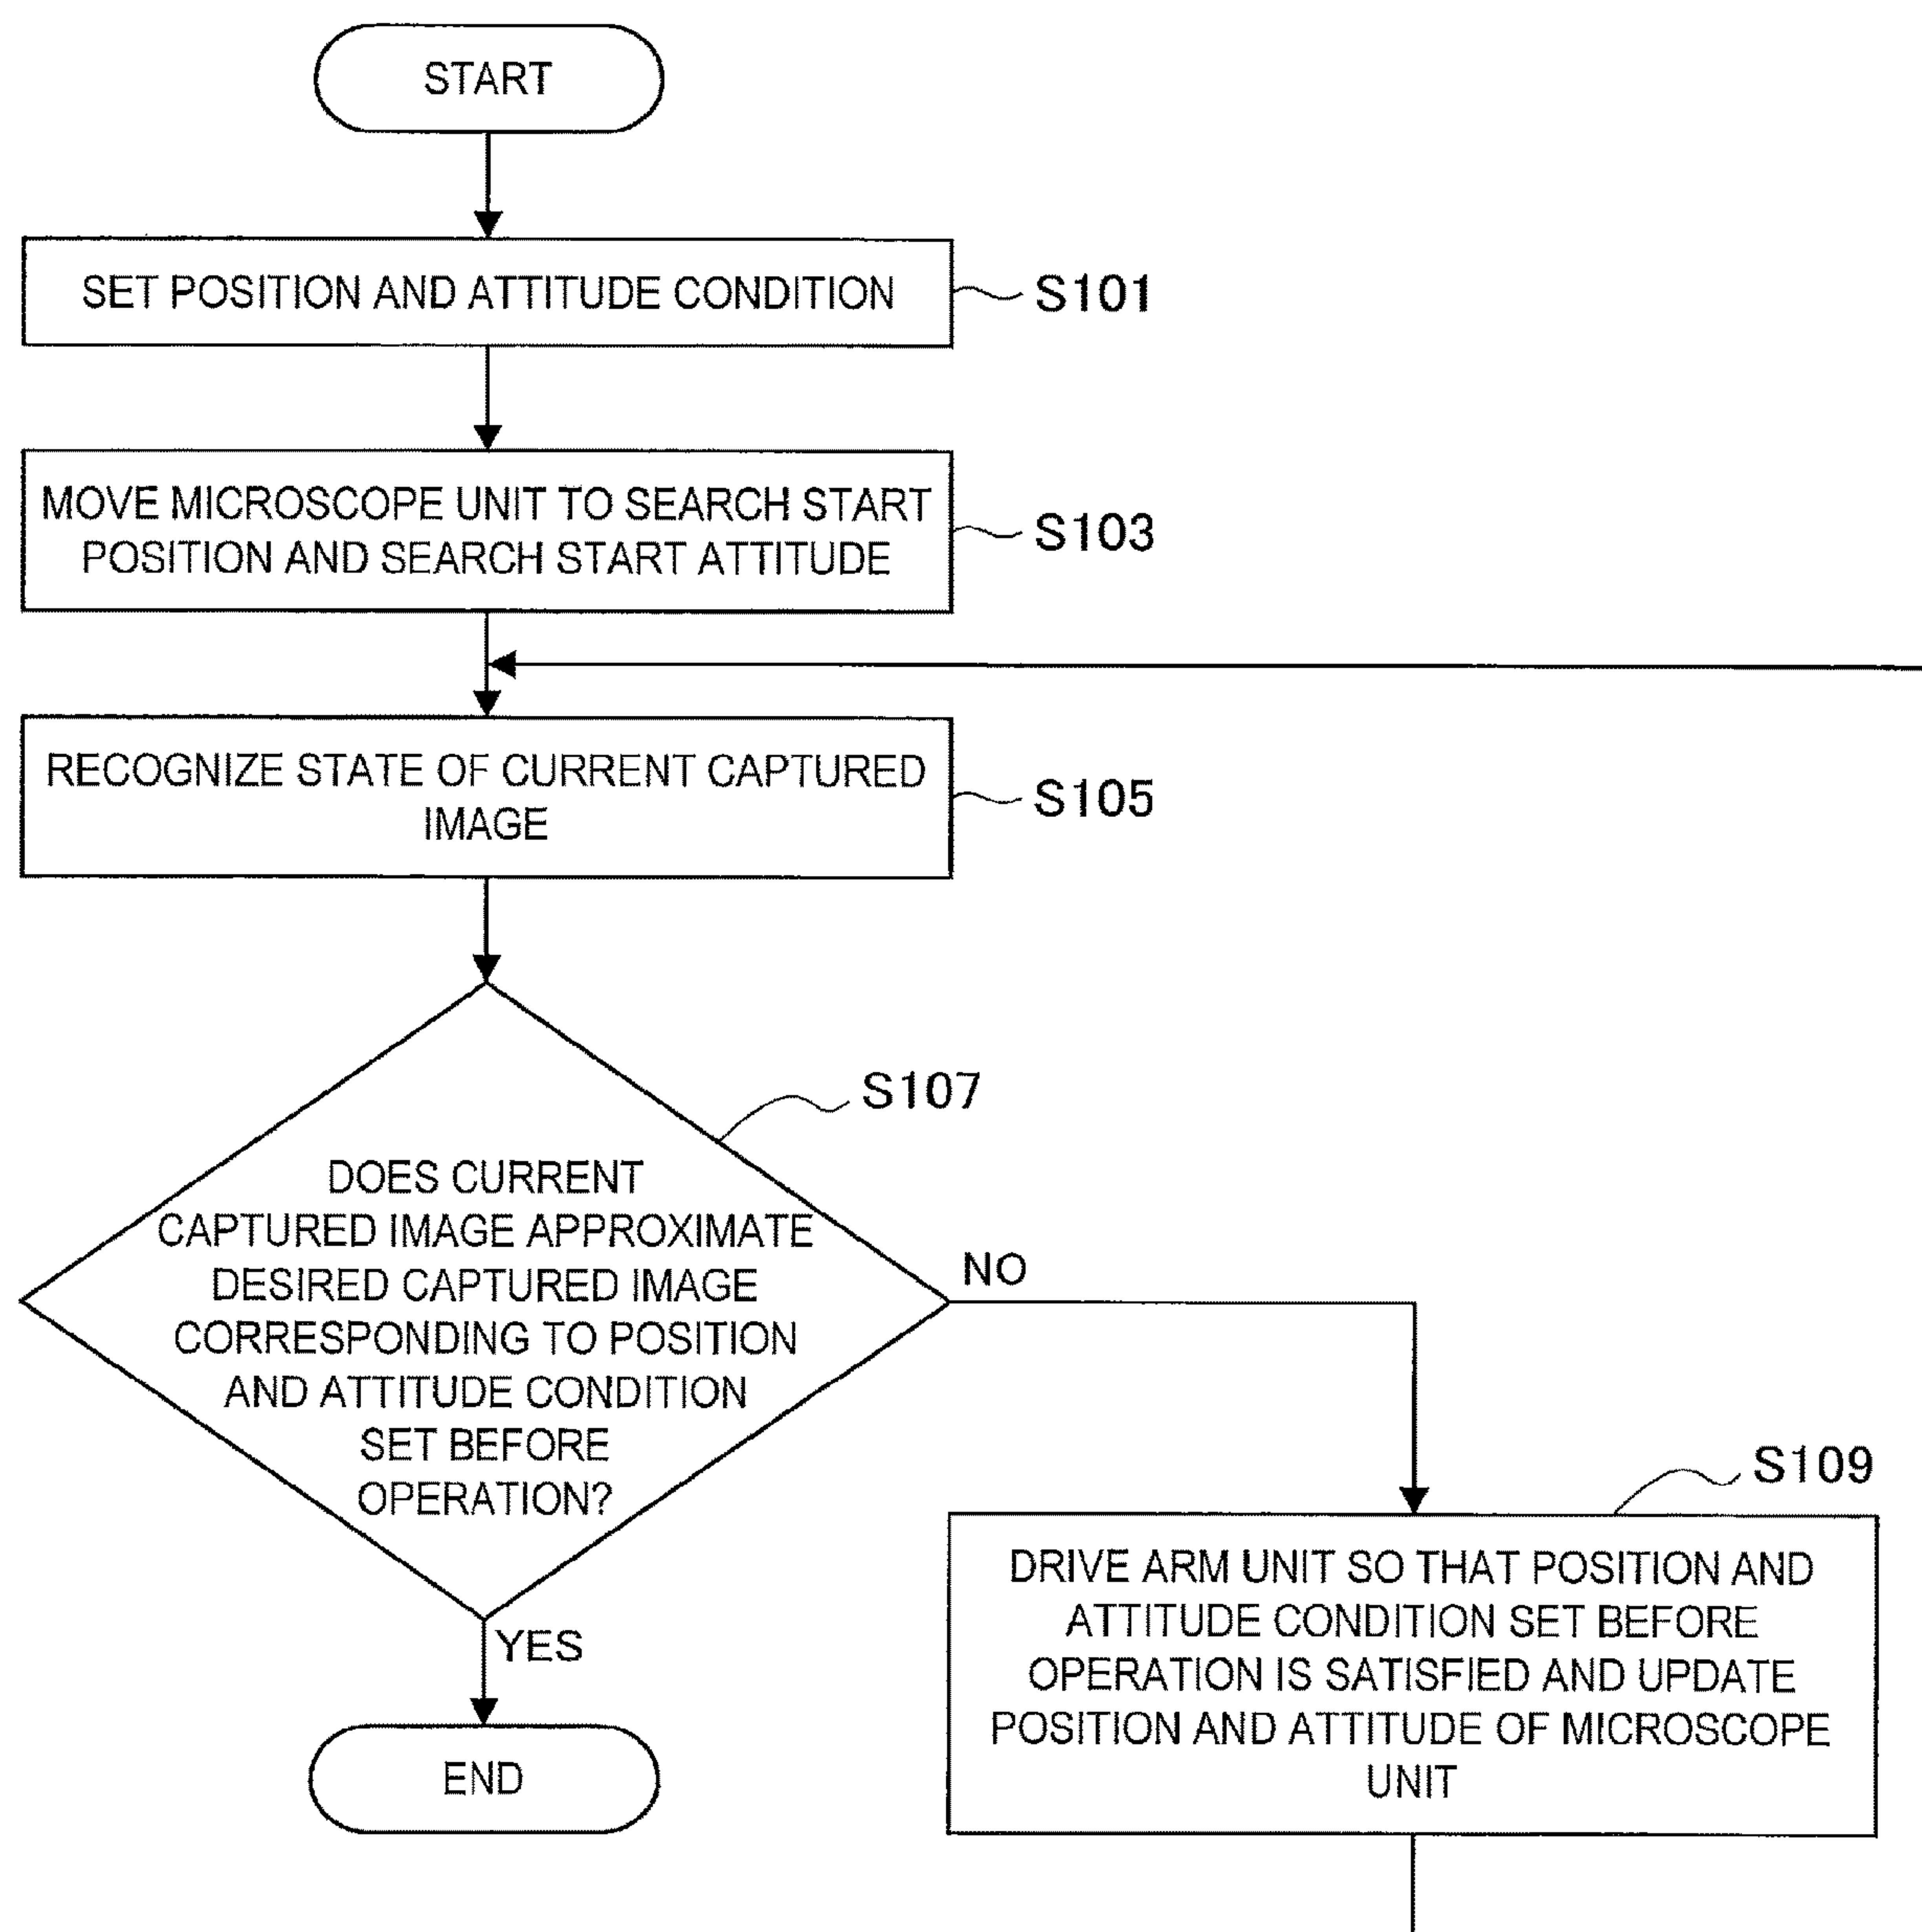 START
SET POSITION AND ATTITUDE CONDITION
S101
MOVE MICROSCOPE UNIT TO SEARCH START
POSITION AND SEARCH START ATTITUDE
S103
RECOGNIZE STATE OF CURRENT CAPTURED
IMAGE
S105
S107
DOES CURRENT
CAPTURED IMAGE APPROXIMATE
DESIRED CAPTURED IMAGE
CORRESPONDING TO POSITION
AND ATTITUDE CONDITION
SET BEFORE
OPERATION?
NO
YES
END
S109
DRIVE ARM UNIT SO THAT POSITION AND
ATTITUDE CONDITION SET BEFORE
OPERATION IS SATISFIED AND UPDATE
POSITION AND ATTITUDE OF MICROSCOPE
UNIT